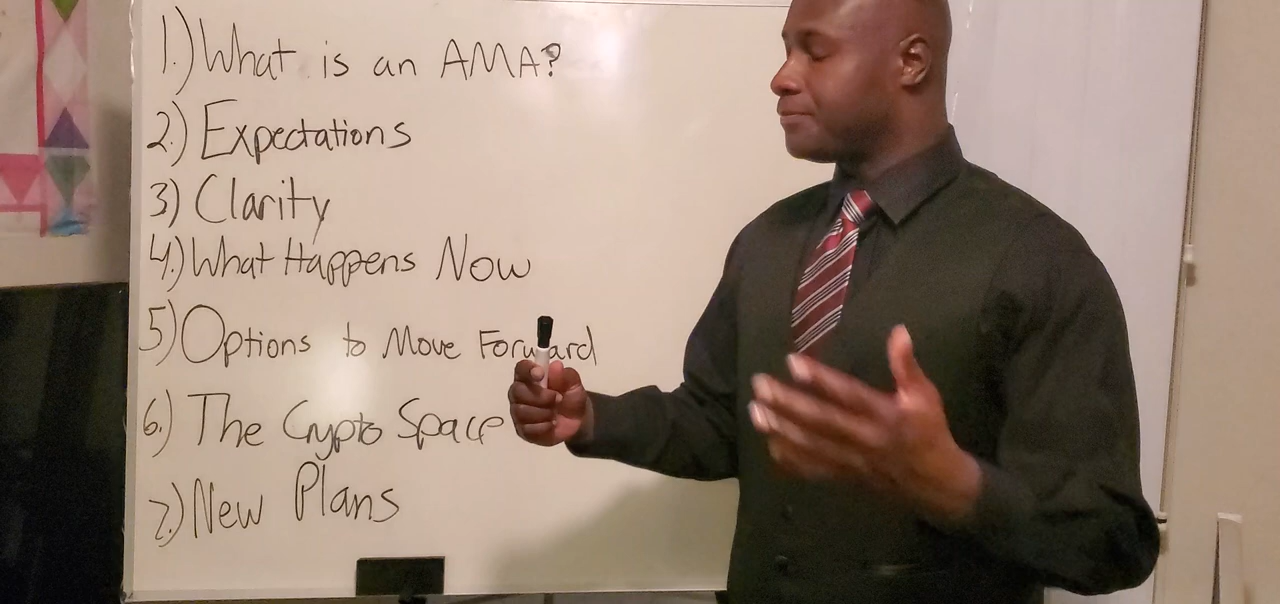 1.) What is an AMA?
2.) Expectations
3) Clarity
4.) What Happens Now
5) Options to Move Forward
6.) The Crypto Space
7.) New Plans